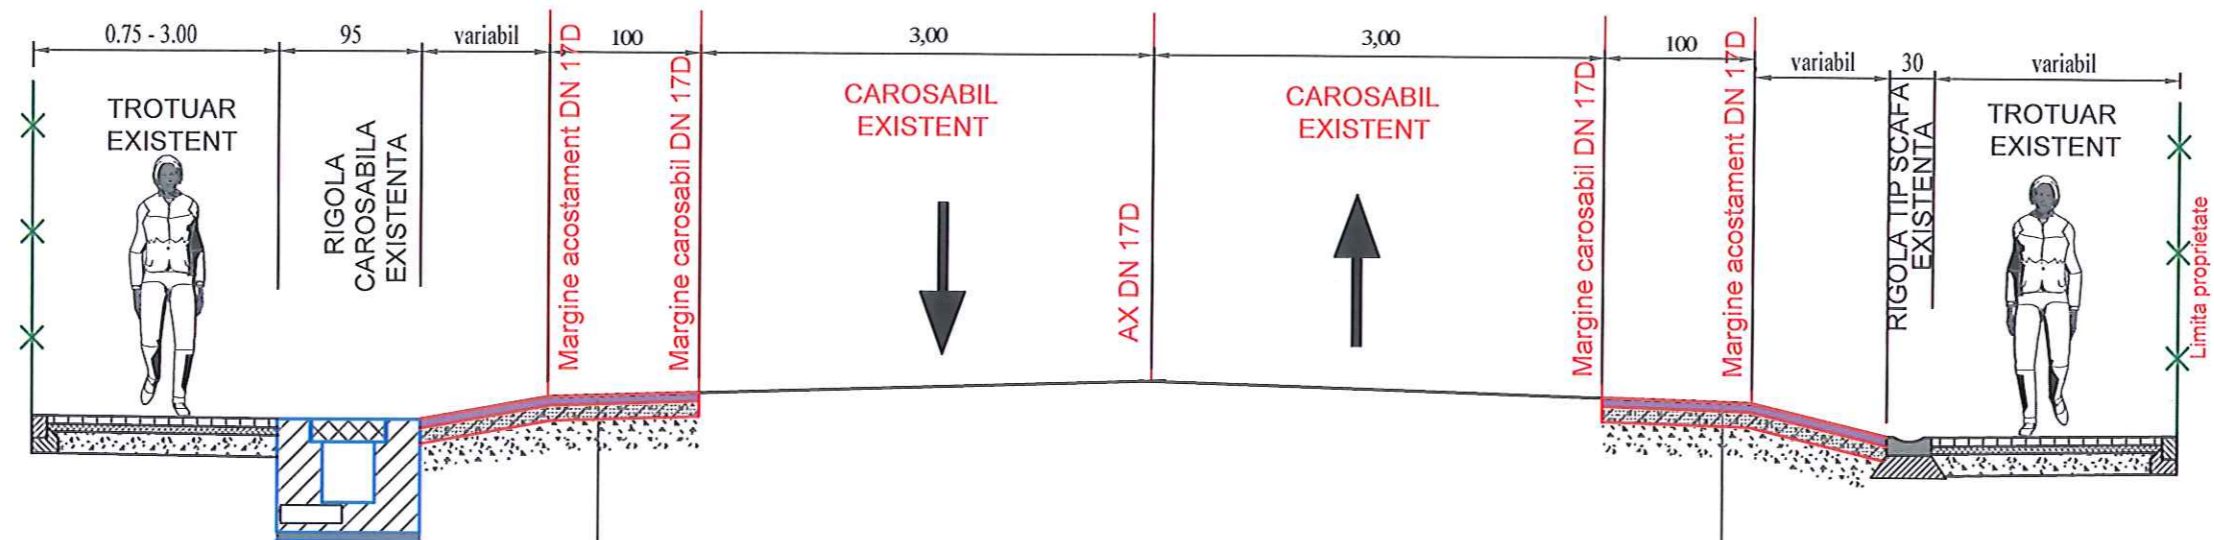 0.75 - 3.00
95
variabil
100
3,00
3,00
100
variabil
30
variabil
TROTUAR
EXISTENT
RIGOLA
CAROSABILA
EXISTENTA
Margine acostament DN 17D
Margine carosabil DN 17D
CAROSABIL
EXISTENT
AX DN 17D
CAROSABIL
EXISTENT
Margine carosabil DN 17D
Margine acostament DN 17D
RIGOLA TIP SCAFA
EXISTENTA
TROTUAR
EXISTENT
Limita proprietate